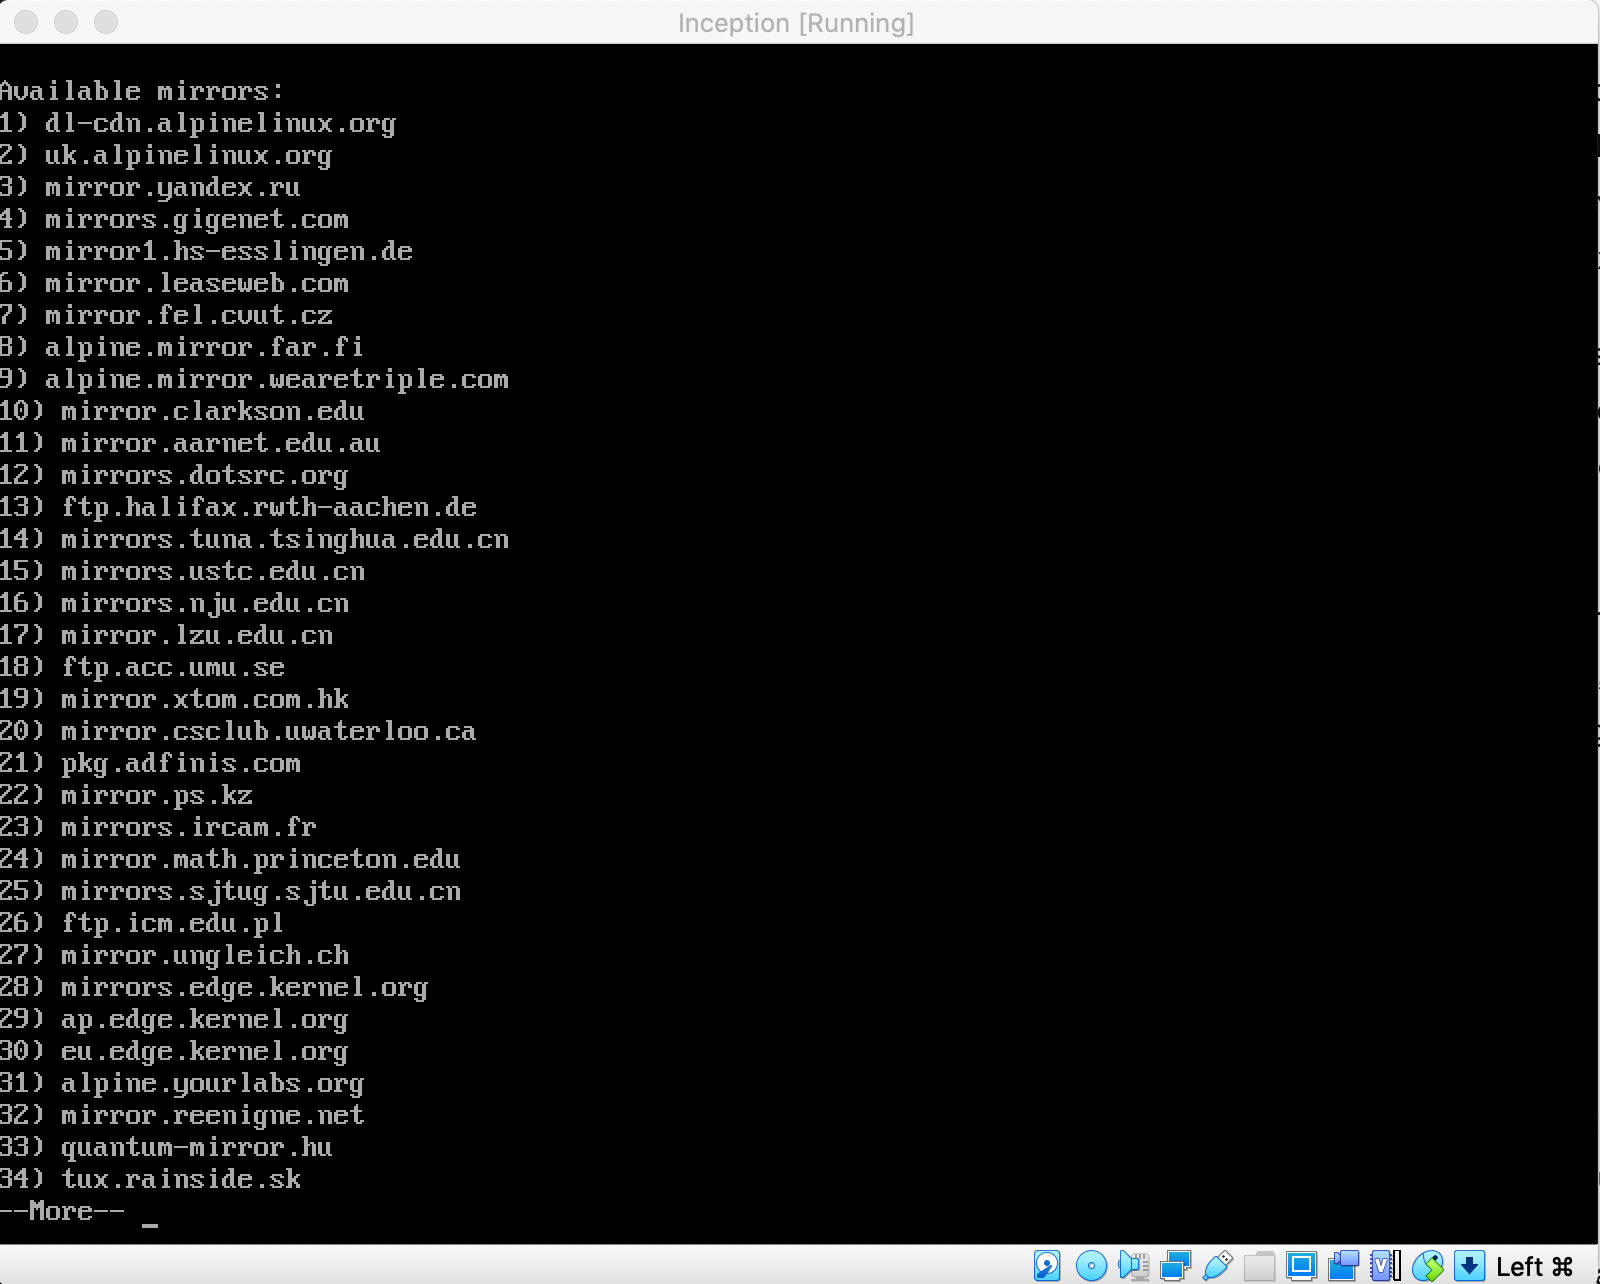 Inception [Running]
Available mirrors:
1) dl-cdn.alpinelinux.org
2) uk.alpinelinux.org
3) mirror.yandex.ru
4) mirrors.gigenet.com
5) mirror1.hs-esslingen.de
6) mirror.leaseweb.com
7) mirror.fel.cvut.cz
8) alpine.mirror.far.fi
9) alpine.mirror.wearetriple.com
10) mirror.clarkson.edu
11) mirror.aarnet.edu.au
12) mirrors.dotsrc.org
13) ftp.halifax.rwth-aachen.de
14) mirrors.tuna.tsinghua.edu.cn
15) mirrors.ustc.edu.cn
16) mirrors.nju.edu.cn
17) mirror.lzu.edu.cn
18) ftp.acc.umu.se
19) mirror.xtom.com.hk
20) mirror.csclub.uwaterloo.ca
21) pkg.adfinis.com
22) mirror.ps.kz
23) mirrors.ircam.fr
24) mirror.math.princeton.edu
25) mirrors.sjtug.sjtu.edu.cn
26) ftp.icm.edu.pl
27) mirror.ungleich.ch
28) mirrors.edge.kernel.org
29) ap.edge.kernel.org
30) eu.edge.kernel.org
31) alpine.yourlabs.org
32) mirror.reenigne.net
33) quantum-mirror.hu
34) tux.rainside.sk
--More-- _
Left ⌘